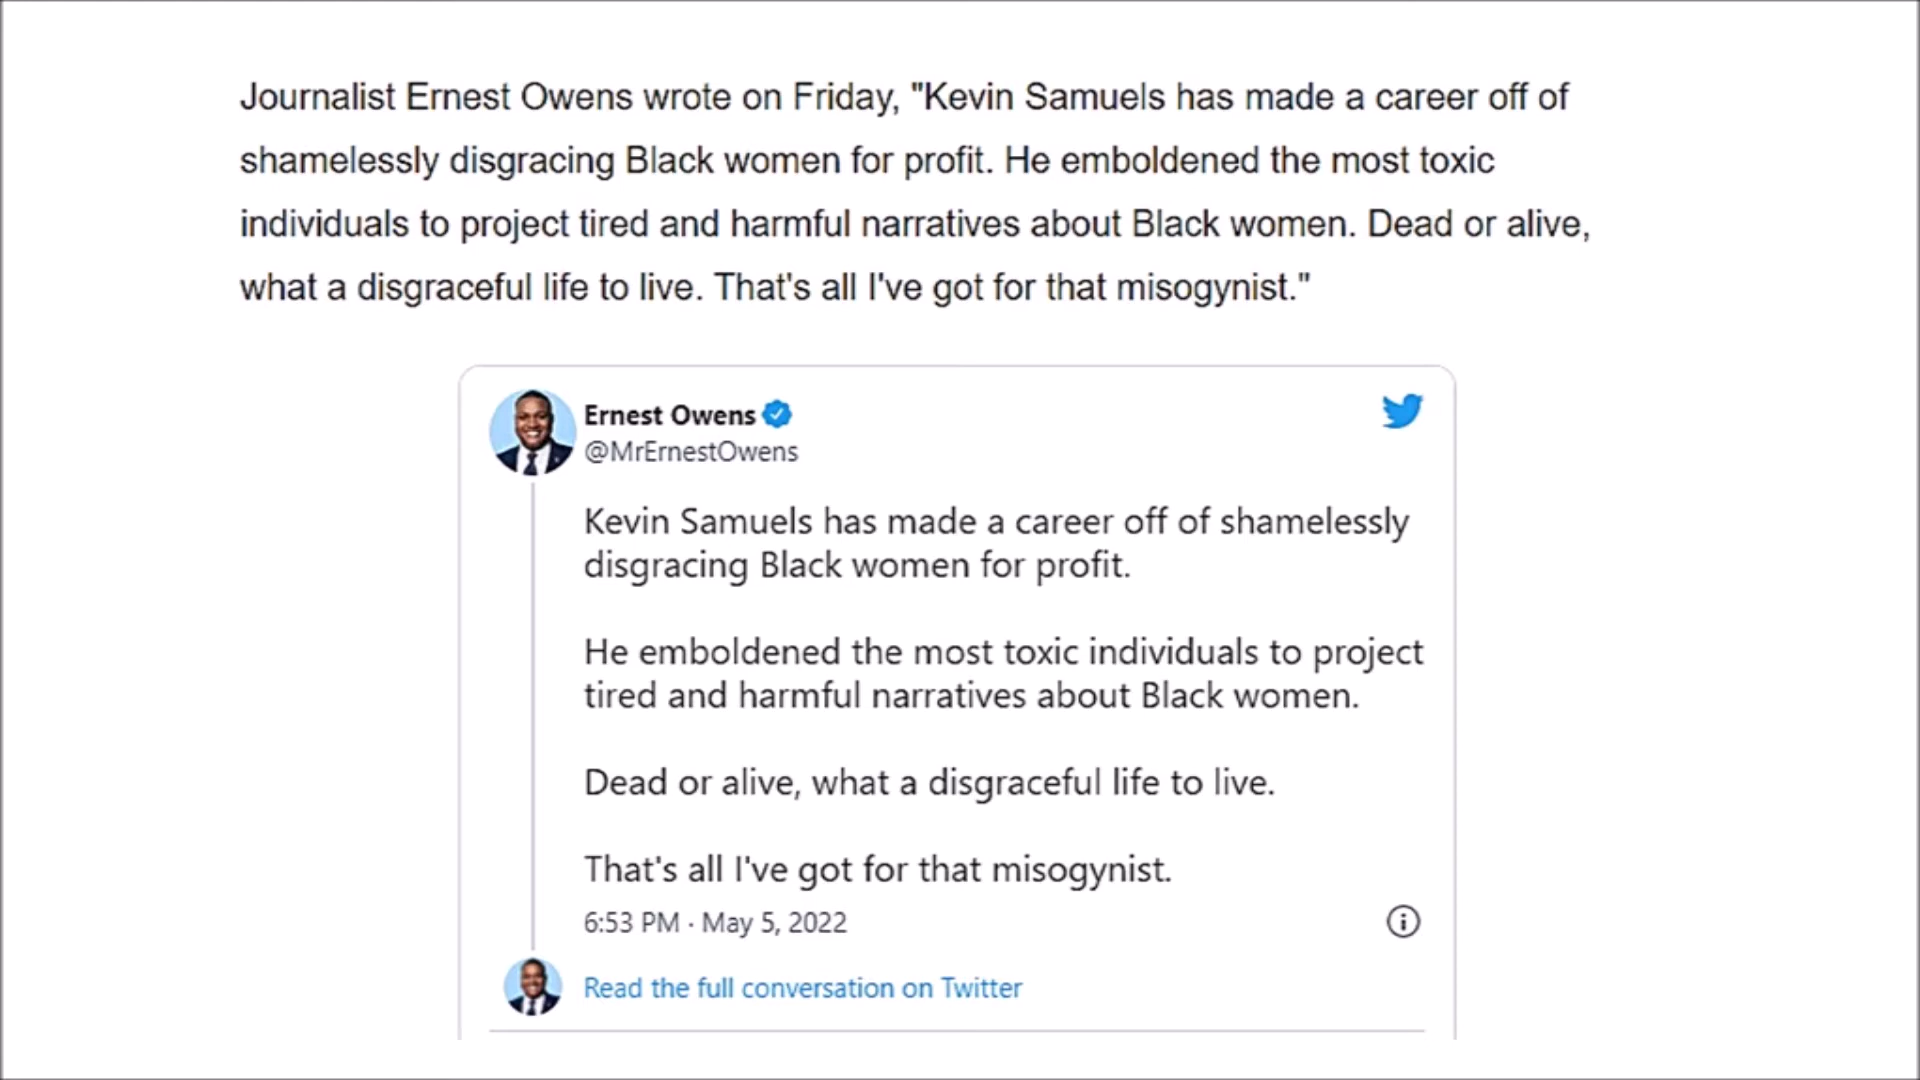 Journalist Ernest Owens wrote on Friday, "Kevin Samuels has made a career off of
shamelessly disgracing Black women for profit. He emboldened the most toxic
individuals to project tired and harmful narratives about Black women. Dead or alive,
what a disgraceful life to live. That's all I've got for that misogynist."
Ernest Owens
@MrErnestOwens
Kevin Samuels has made a career off of shamelessly
disgracing Black women for profit.
He emboldened the most toxic individuals to project
tired and harmful narratives about Black women.
Dead or alive, what a disgraceful life to live.
That's all I've got for that misogynist.
6:53 PM · May 5, 2022
Read the full conversation on Twitter